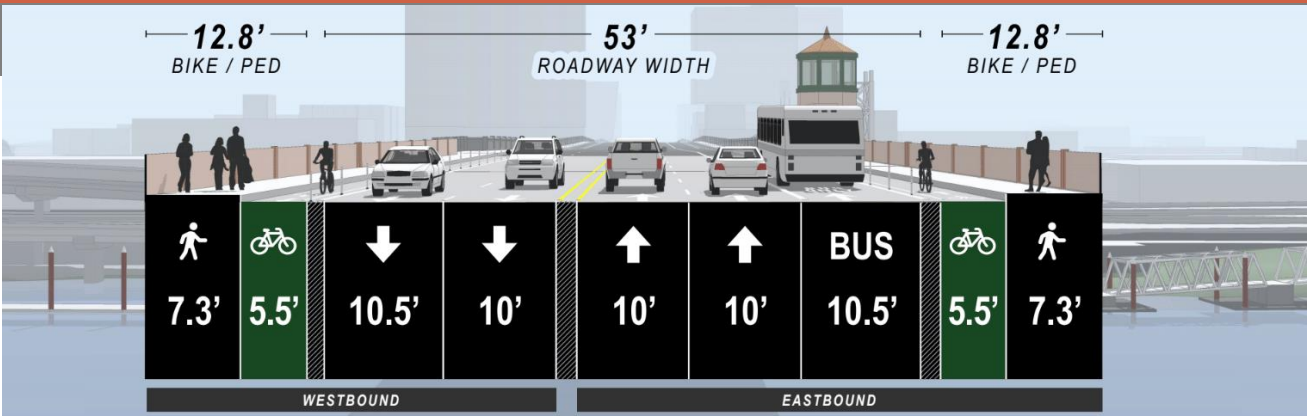 12.8’
BIKE / PED
53’
ROADWAY WIDTH
12.8’
BIKE / PED
BUS
7.3’ 5.5’ 10.5’ 10’ 10’ 10’ 10.5’ 5.5’ 7.3’
WESTBOUND EASTBOUND